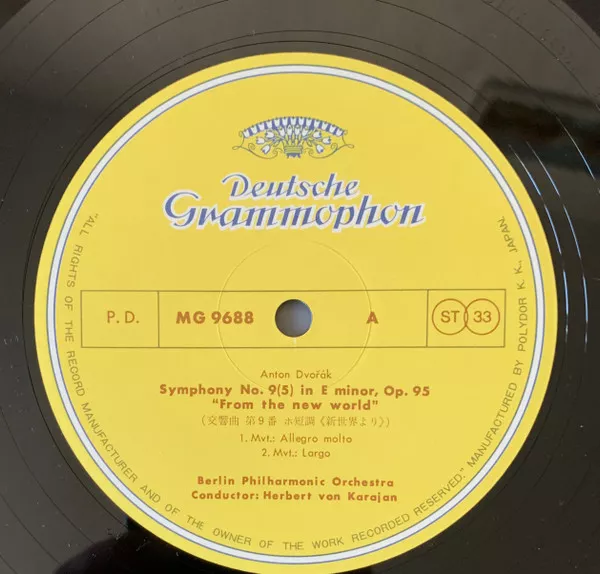 Deutsche
Grammophon
P.D. MG 9688 A ST 33
Anton Dvořák
Symphony No. 9(5) in E minor, Op. 95
"From the new world"
(交響曲 第9番 ホ短調《新世界より》)
1. Mvt.: Allegro molto
2. Mvt.: Largo
Berlin Philharmonic Orchestra
Conductor: Herbert von Karajan
"ALL RIGHTS OF THE RECORD MANUFACTURER AND OF THE OWNER OF THE WORK RECORDED RESERVED." MANUFACTURED BY POLYDOR K. K., JAPAN.